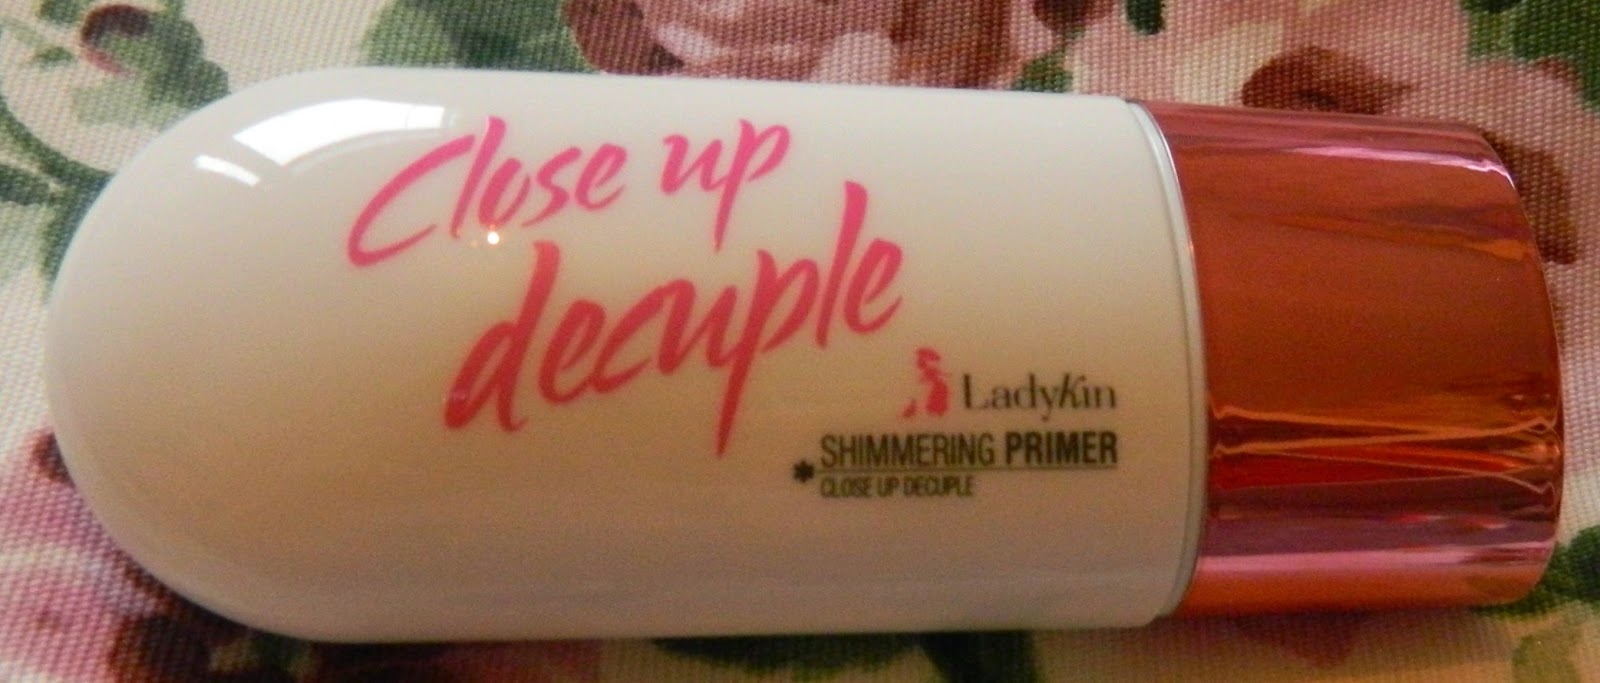 Close up
decuple
LadyKin
SHIMMERING PRIMER
* CLOSE UP DECUPLE